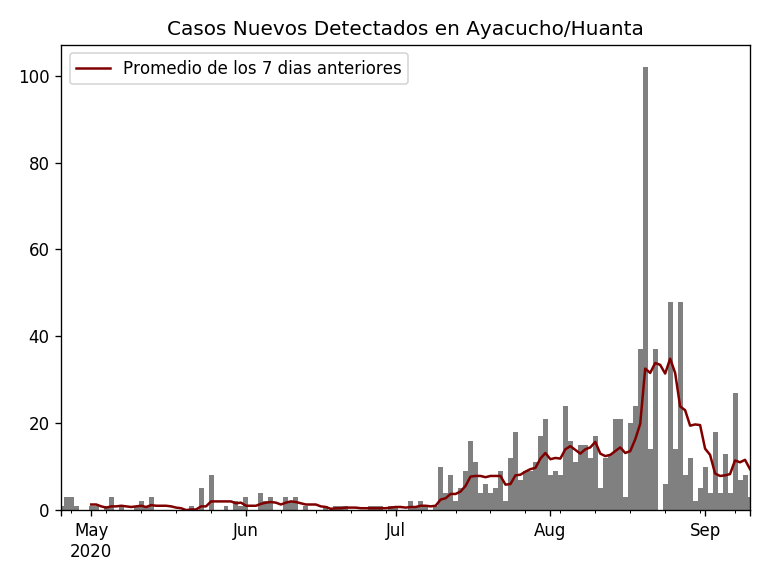 Casos Nuevos Detectados en Ayacucho/Huanta
Promedio de los 7 dias anteriores
100
80
60
40
20
0
May Jun Jul Aug Sep
2020